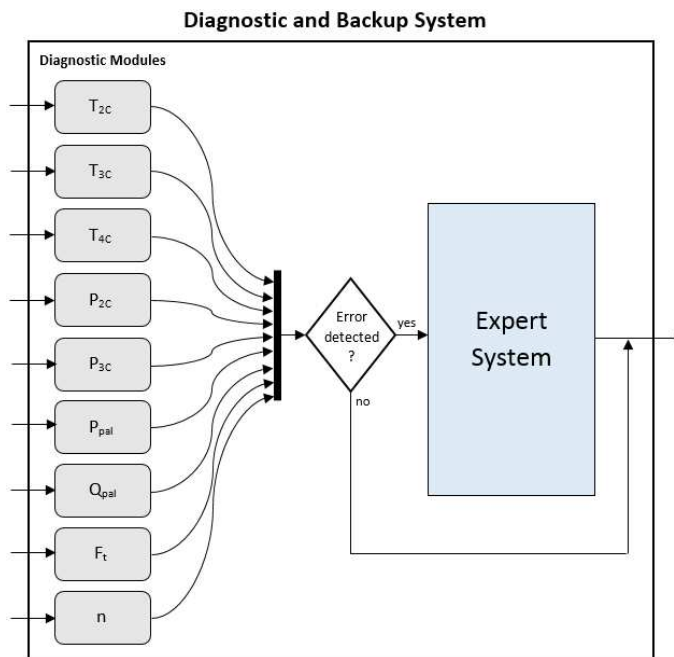 Diagnostic and Backup System
Diagnostic Modules
T2C
T3C
T4C
P2C
P3C
Ppal
Qpal
Ft
n
Error
detected
?
yes
no
Expert
System